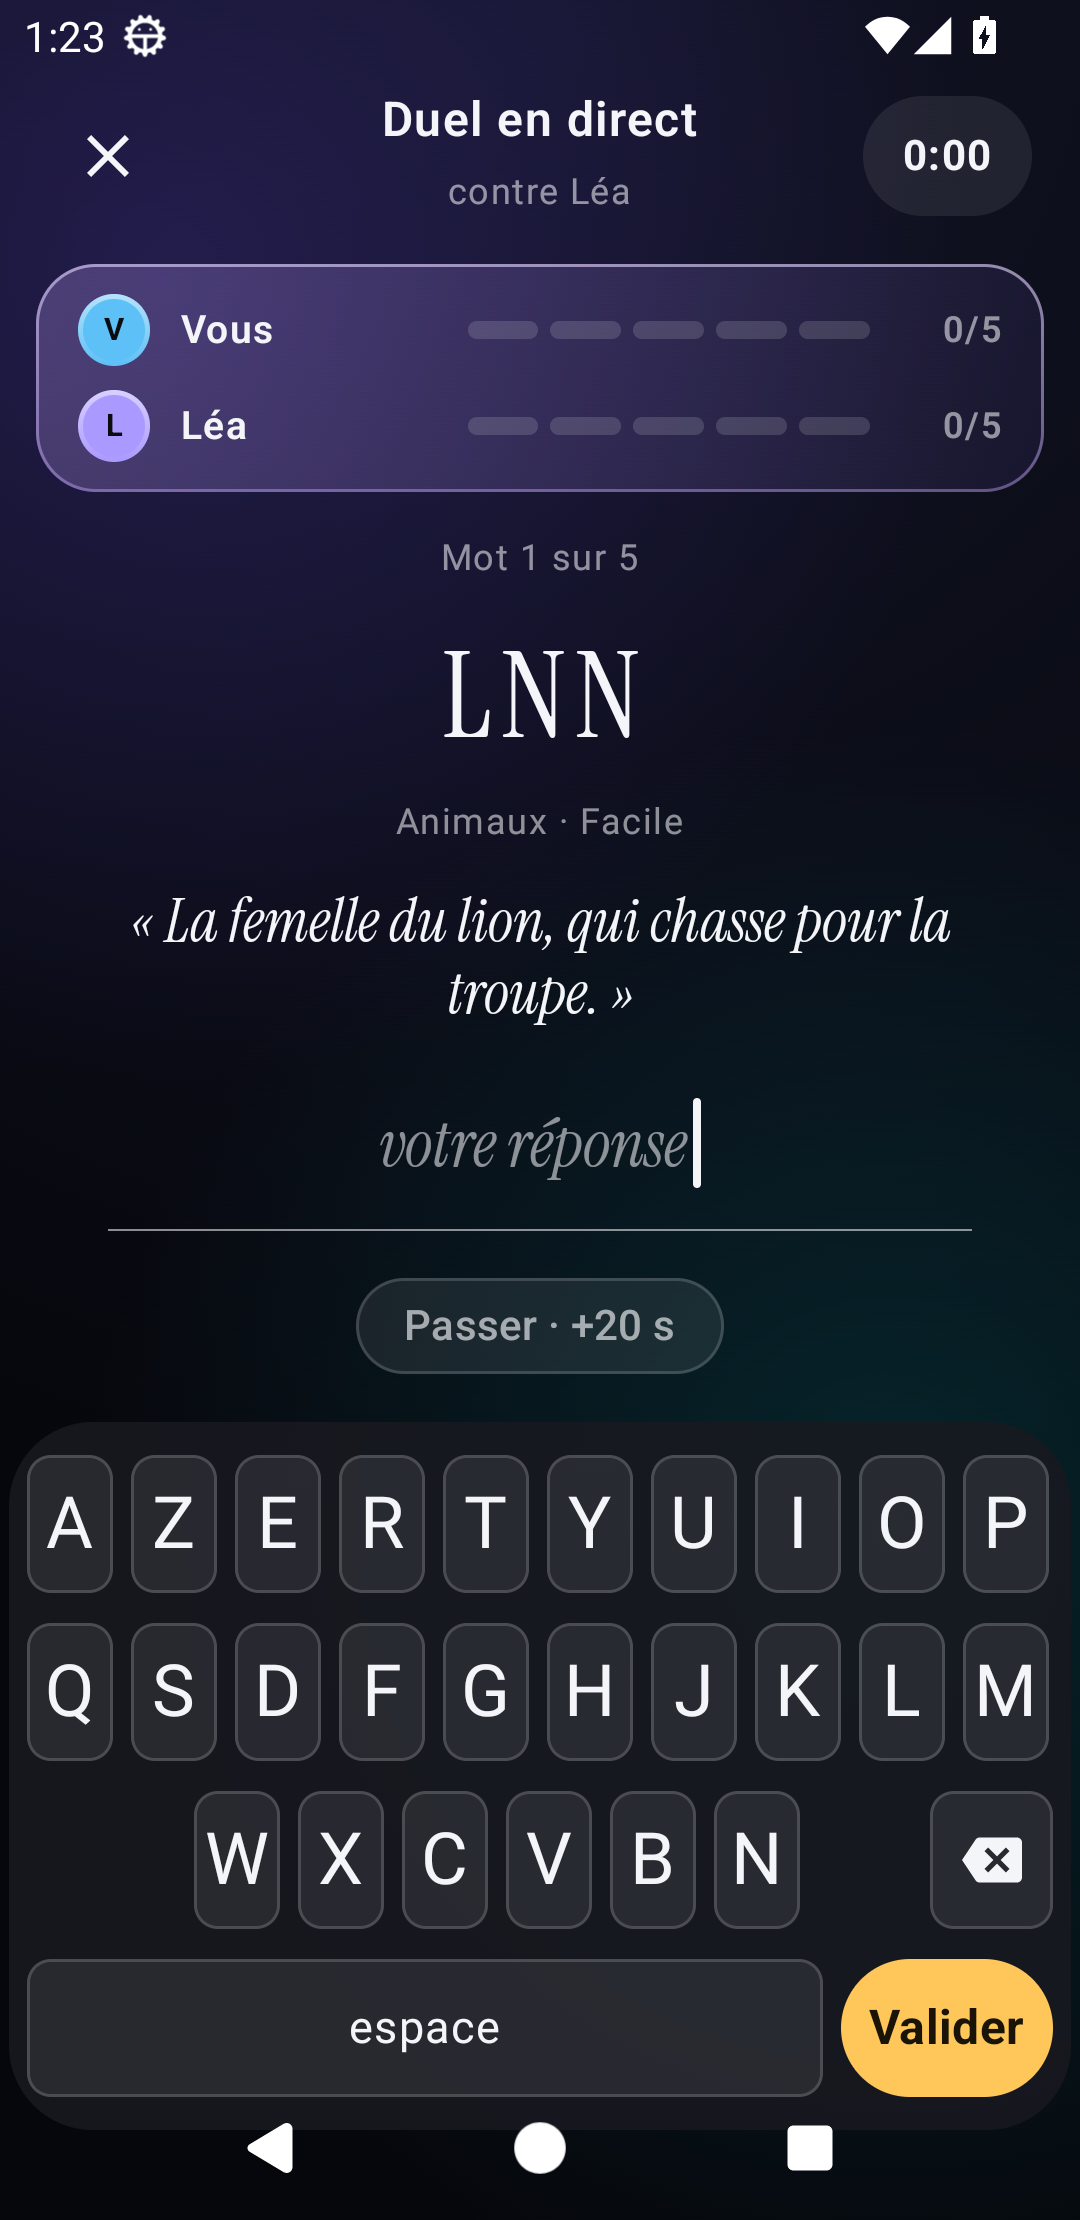 1:23
Duel en direct
contre Léa
0:00
V Vous 0/5
L Léa 0/5
Mot 1 sur 5
LNN
Animaux · Facile
« La femelle du lion, qui chasse pour la
troupe. »
votre réponse
Passer · +20 s
A Z E R T Y U I O P
Q S D F G H J K L M
W X C V B N
espace Valider